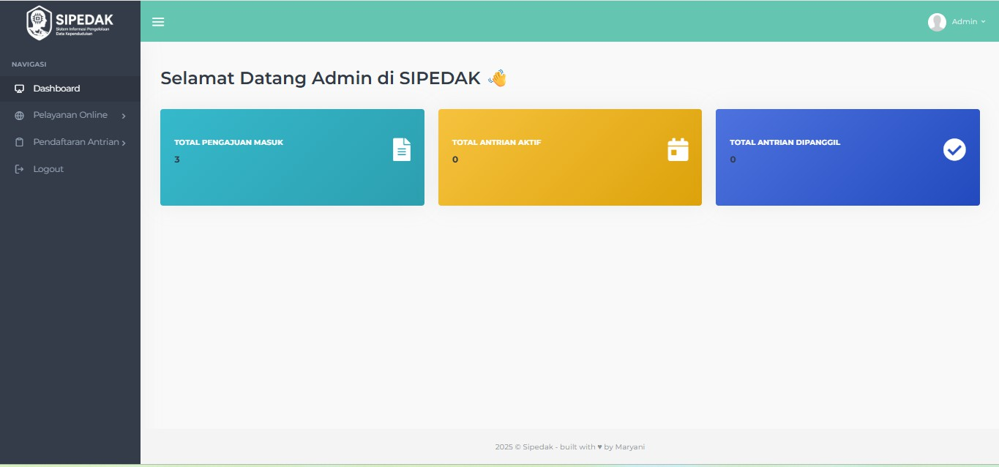 SIPEDAK
Sistem Informasi Pengelolaan
Data Kependudukan
Admin
NAVIGASI
Dashboard
Pelayanan Online
Pendaftaran Antrian
Logout
Selamat Datang Admin di SIPEDAK 👋
TOTAL PENGAJUAN MASUK
3
TOTAL ANTRIAN AKTIF
0
TOTAL ANTRIAN DIPANGGIL
0
2025 © Sipedak - built with ♥ by Maryani